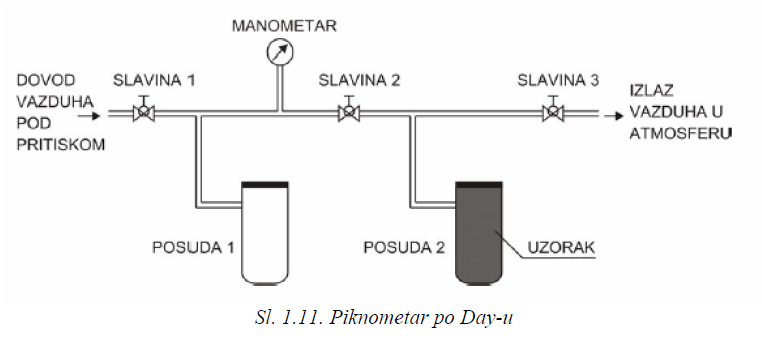 MANOMETAR
DOVOD
VAZDUHA
POD
PRITISKOM
SLAVINA 1
SLAVINA 2
SLAVINA 3
IZLAZ
VAZDUHA U
ATMOSFERU
POSUDA 1
POSUDA 2
UZORAK
Sl. 1.11. Piknometar po Day-u